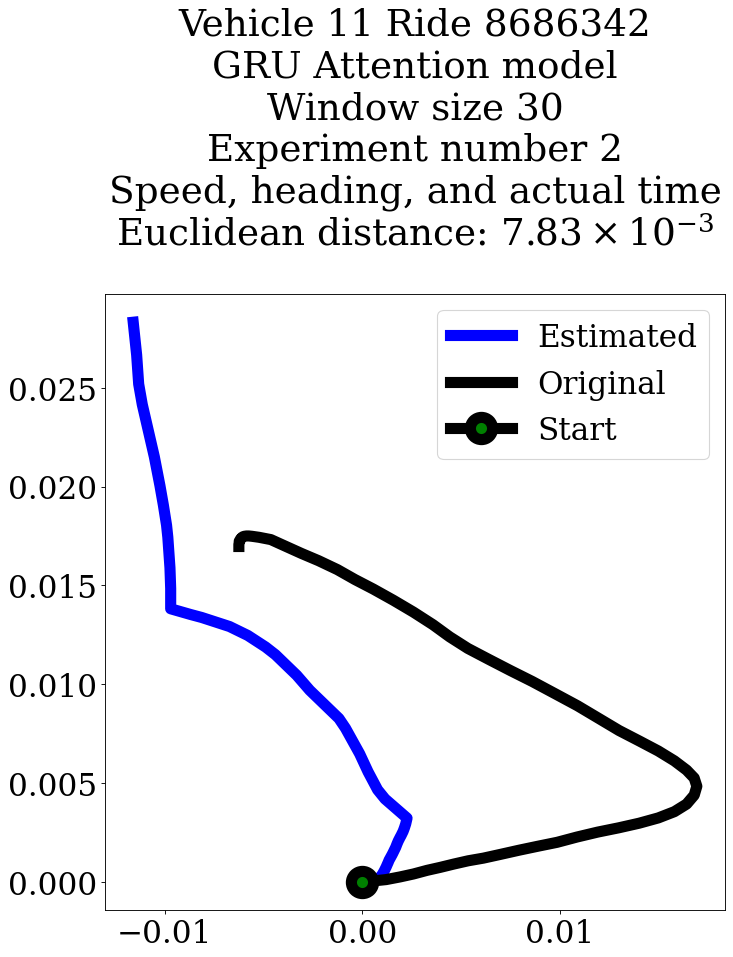 Vehicle 11 Ride 8686342
GRU Attention model
Window size 30
Experiment number 2
Speed, heading, and actual time
Euclidean distance: 7.83 × 10⁻³
Estimated
Original
Start
0.025
0.020
0.015
0.010
0.005
0.000
−0.01 0.00 0.01